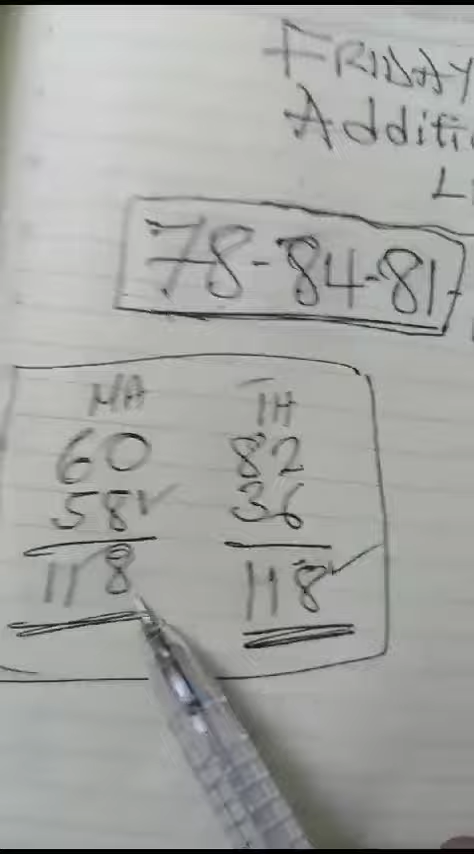 FRIDAY
Additi
L
78-84-81-
MA TH
60 82
58✓ 36
118 118✓